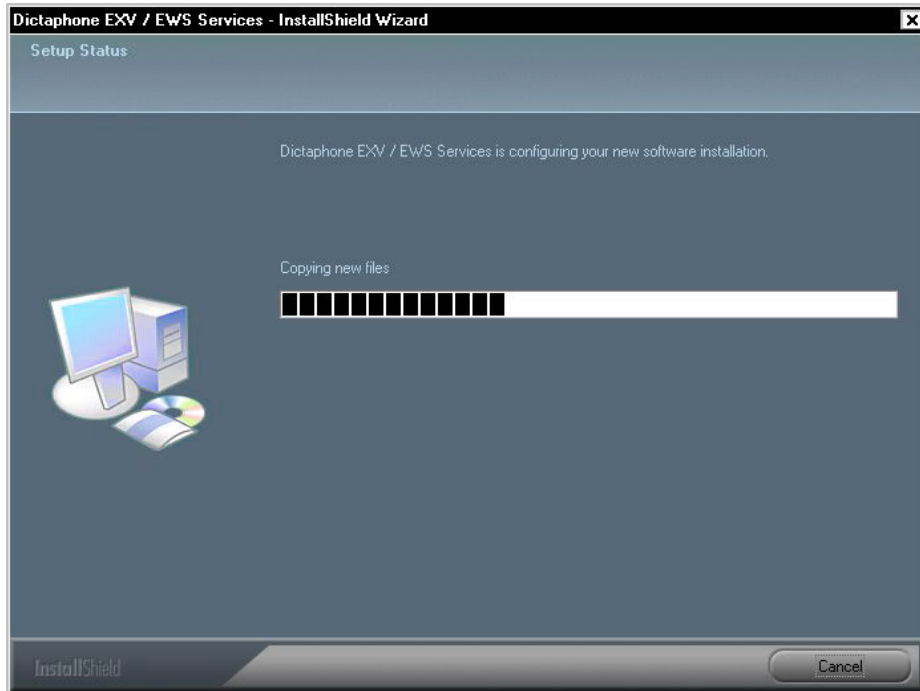 Dictaphone EXV / EWS Services - InstallShield Wizard
Setup Status
Dictaphone EXV / EWS Services is configuring your new software installation.
Copying new files
InstallShield
Cancel